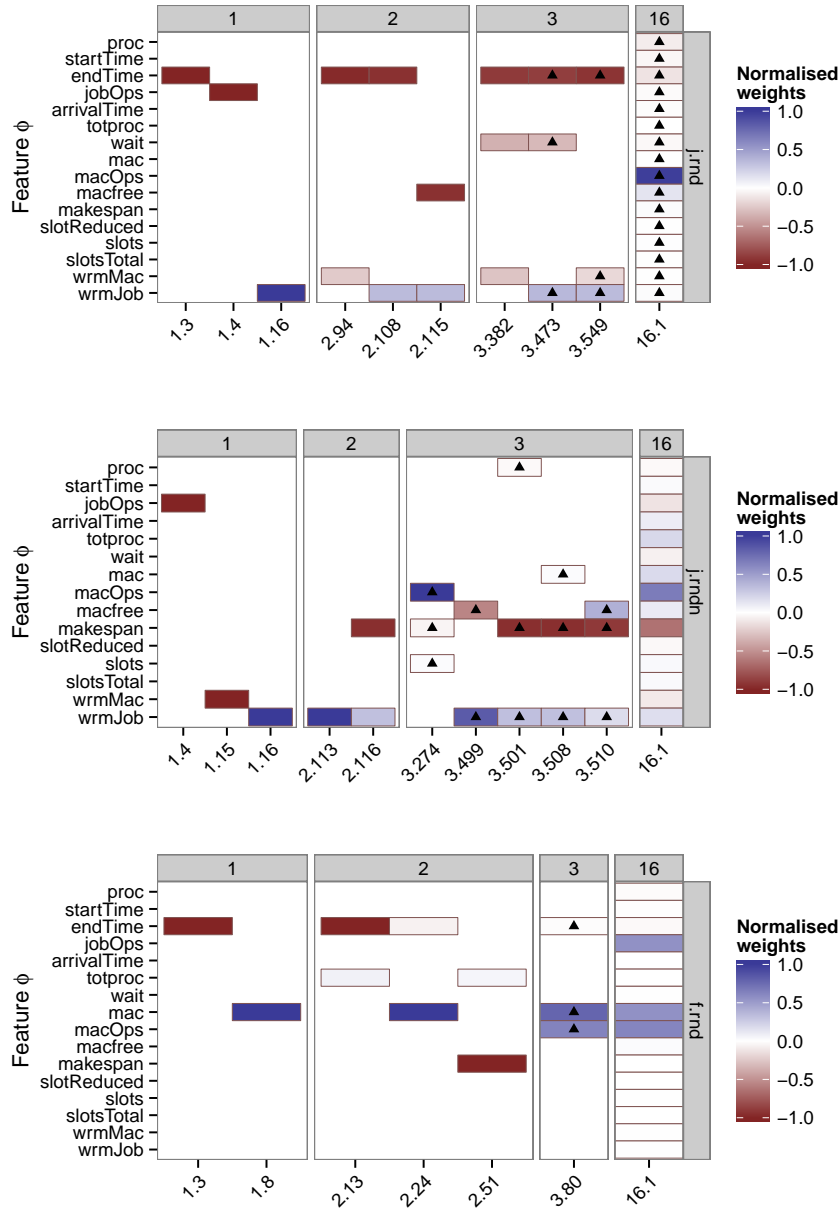 1 2 3 16
proc
startTime
endTime
jobOps
arrivalTime
totproc
wait
mac
macOps
macfree
makespan
slotReduced
slots
slotsTotal
wrmMac
wrmJob
Feature ϕ
j.rnd
1.3 1.4 1.16 2.94 2.108 2.115 3.382 3.473 3.549 16.1
Normalised
weights
1.0
0.5
0.0
−0.5
−1.0
1 2 3 16
proc
startTime
jobOps
arrivalTime
totproc
wait
mac
macOps
macfree
makespan
slotReduced
slots
slotsTotal
wrmMac
wrmJob
Feature ϕ
j.rndn
1.4 1.15 1.16 2.113 2.116 3.274 3.499 3.501 3.508 3.510 16.1
Normalised
weights
1.0
0.5
0.0
−0.5
−1.0
1 2 3 16
proc
startTime
endTime
jobOps
arrivalTime
totproc
wait
mac
macOps
macfree
makespan
slotReduced
slots
slotsTotal
wrmMac
wrmJob
Feature ϕ
f.rnd
1.3 1.8 2.13 2.24 2.51 3.80 16.1
Normalised
weights
1.0
0.5
0.0
−0.5
−1.0